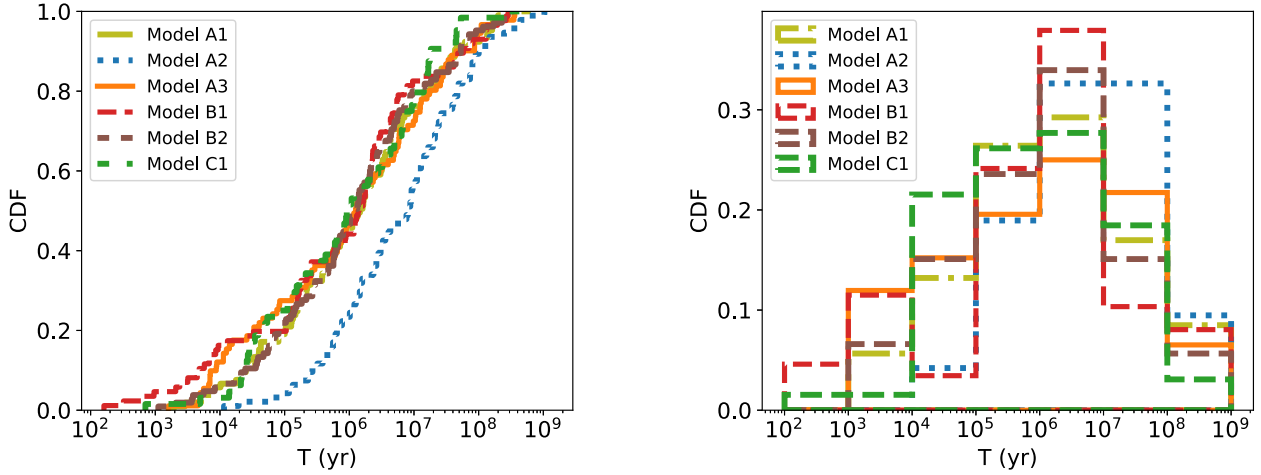 1.0
0.8
0.6
0.4
0.2
0.0
CDF
Model A1
Model A2
Model A3
Model B1
Model B2
Model C1
10² 10³ 10⁴ 10⁵ 10⁶ 10⁷ 10⁸ 10⁹
T (yr)
0.3
0.2
0.1
0.0
CDF
Model A1
Model A2
Model A3
Model B1
Model B2
Model C1
10² 10³ 10⁴ 10⁵ 10⁶ 10⁷ 10⁸ 10⁹
T (yr)